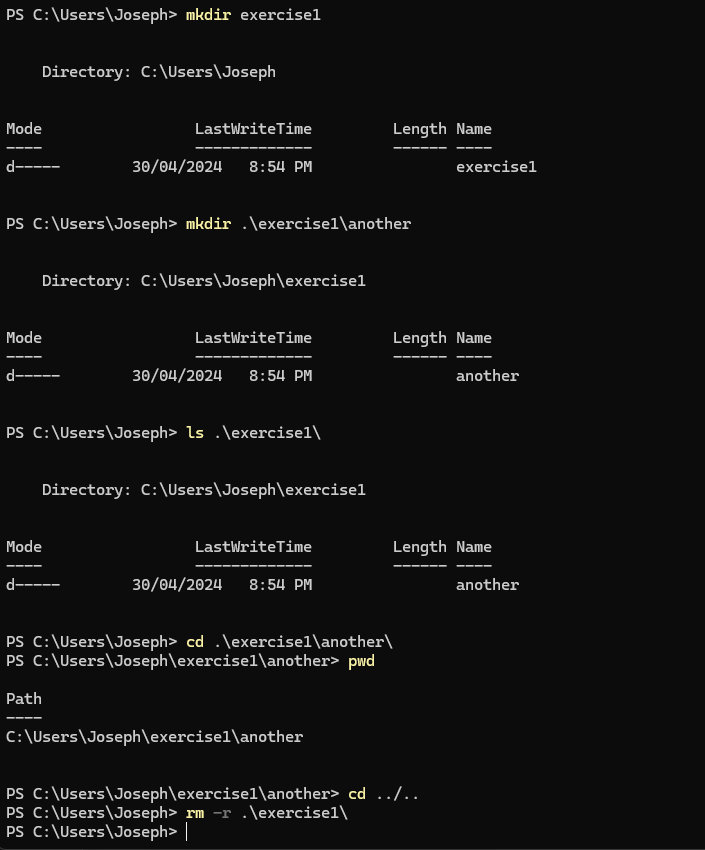 PS C:\Users\Joseph> mkdir exercise1
Directory: C:\Users\Joseph
Mode                 LastWriteTime         Length Name
----                 -------------         ------ ----
d-----        30/04/2024   8:54 PM                exercise1
PS C:\Users\Joseph> mkdir .\exercise1\another
Directory: C:\Users\Joseph\exercise1
Mode                 LastWriteTime         Length Name
----                 -------------         ------ ----
d-----        30/04/2024   8:54 PM                another
PS C:\Users\Joseph> ls .\exercise1\
Directory: C:\Users\Joseph\exercise1
Mode                 LastWriteTime         Length Name
----                 -------------         ------ ----
d-----        30/04/2024   8:54 PM                another
PS C:\Users\Joseph> cd .\exercise1\another\
PS C:\Users\Joseph\exercise1\another> pwd
Path
----
C:\Users\Joseph\exercise1\another
PS C:\Users\Joseph\exercise1\another> cd ../..
PS C:\Users\Joseph> rm -r .\exercise1\
PS C:\Users\Joseph>